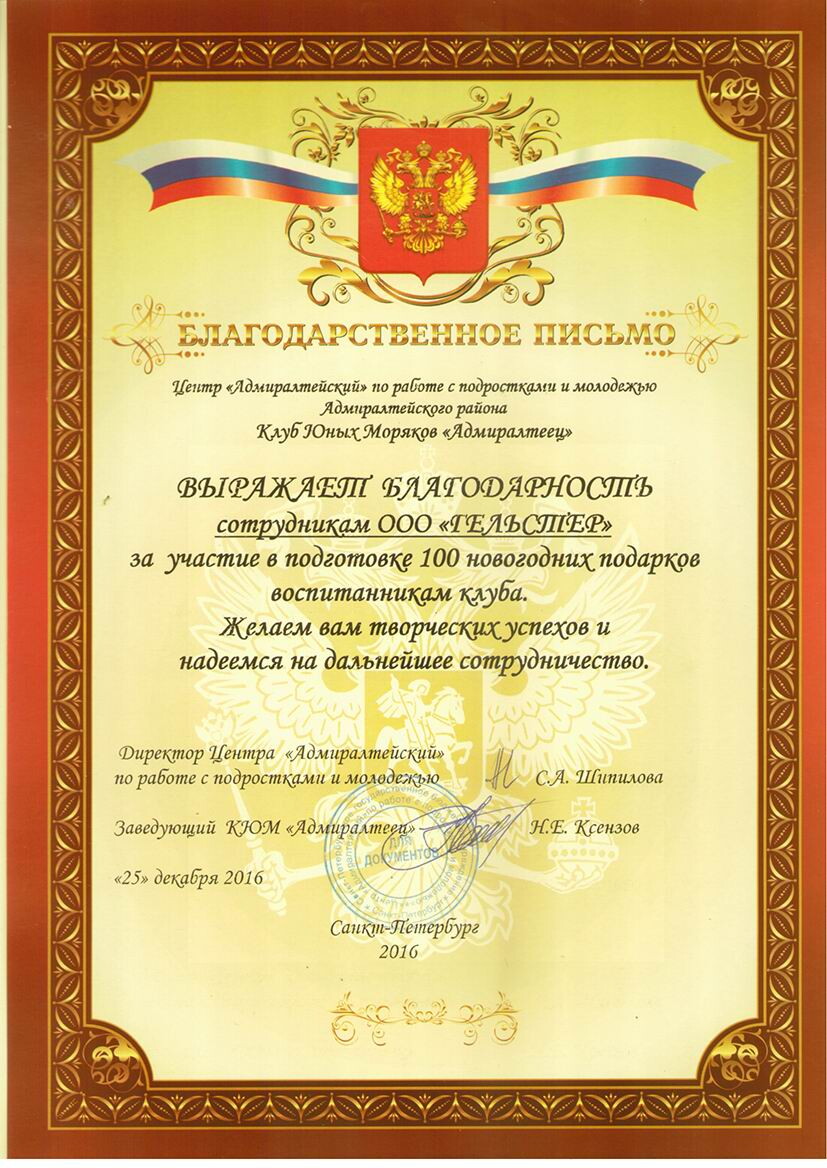 БЛАГОДАРСТВЕННОЕ ПИСЬМО
Центр «Адмиралтейский» по работе с подростками и молодежью
Адмиралтейского района
Клуб Юных Моряков «Адмиралтеец»
ВЫРАЖАЕТ БЛАГОДАРНОСТЬ
сотрудникам ООО «ГЕЛЬСТЕР»
за участие в подготовке 100 новогодних подарков
воспитанникам клуба.
Желаем вам творческих успехов и
надеемся на дальнейшее сотрудничество.
Директор Центра «Адмиралтейский»
по работе с подростками и молодежью С.А. Шипилова
Заведующий КЮМ «Адмиралтеец» Н.Е. Ксензов
ДЛЯ
ДОКУМЕНТОВ
«25» декабря 2016
Санкт-Петербург
2016